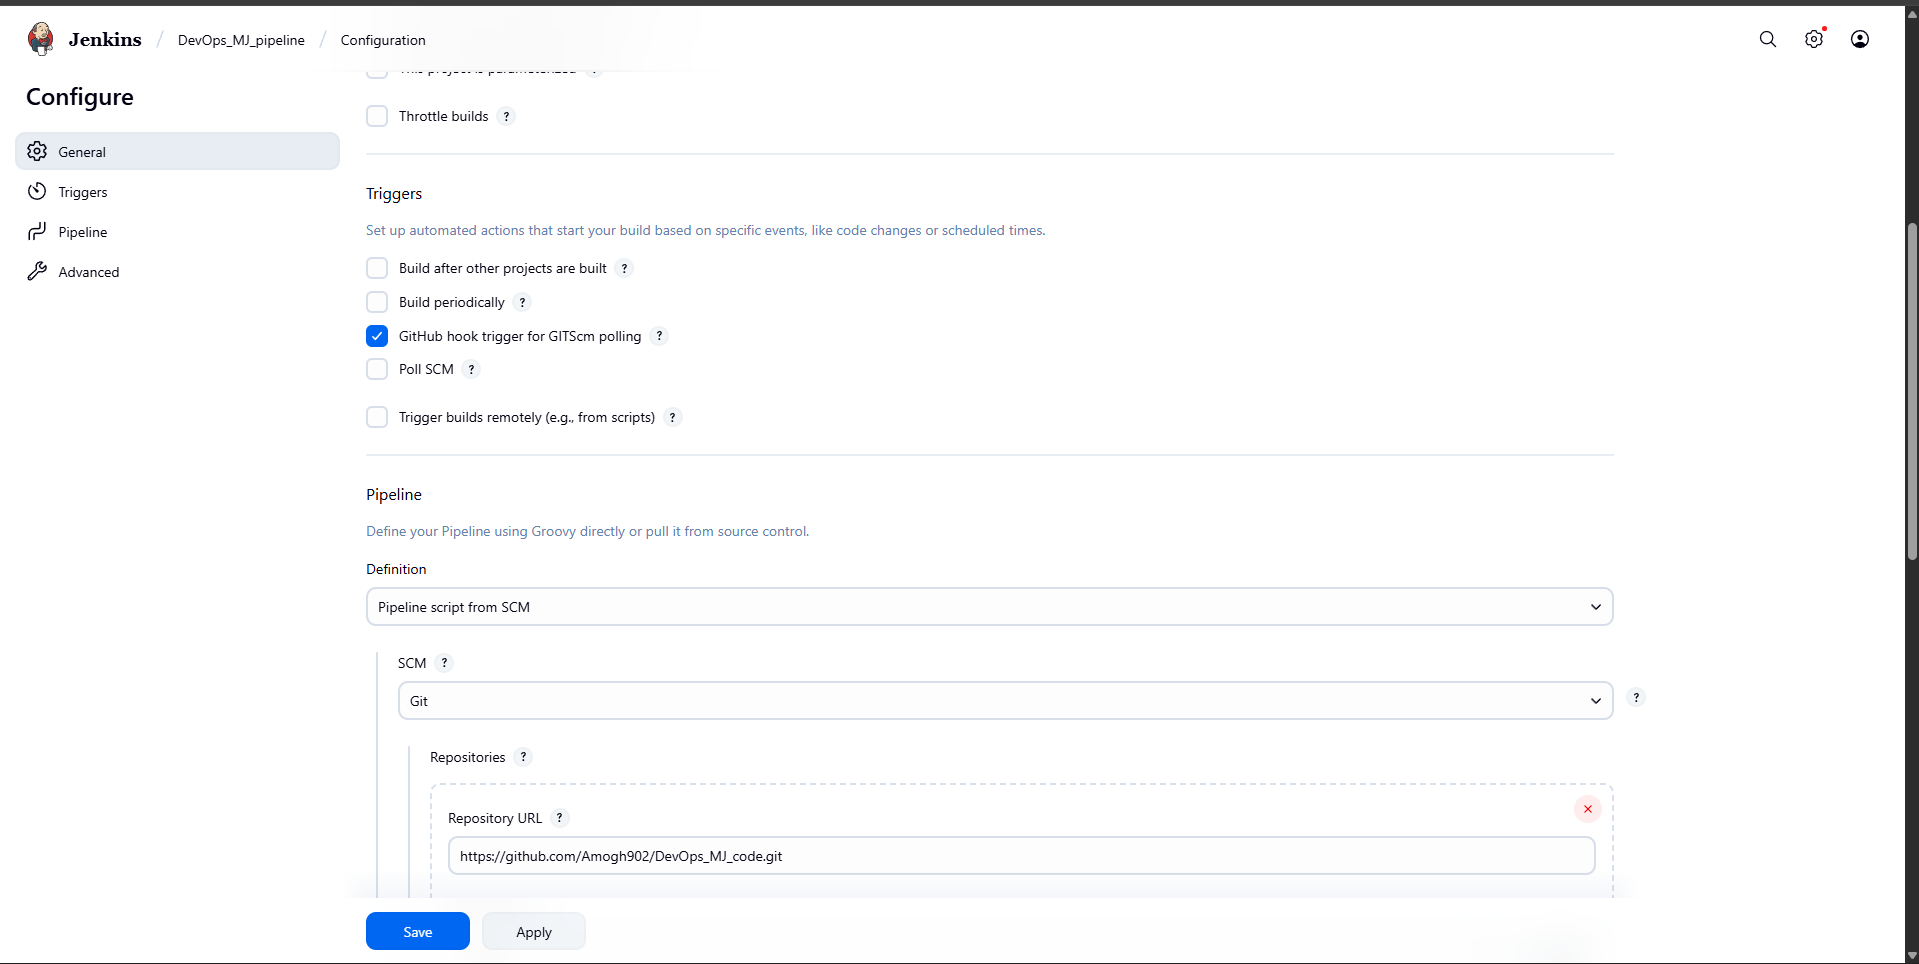 Jenkins / DevOps_MJ_pipeline / Configuration
Configure
General
Triggers
Pipeline
Advanced
This project is parameterized ?
Throttle builds ?
Triggers
Set up automated actions that start your build based on specific events, like code changes or scheduled times.
Build after other projects are built ?
Build periodically ?
GitHub hook trigger for GITScm polling ?
Poll SCM ?
Trigger builds remotely (e.g., from scripts) ?
Pipeline
Define your Pipeline using Groovy directly or pull it from source control.
Definition
Pipeline script from SCM
SCM ?
Git
?
Repositories ?
Repository URL ?
https://github.com/Amogh902/DevOps_MJ_code.git
Save
Apply